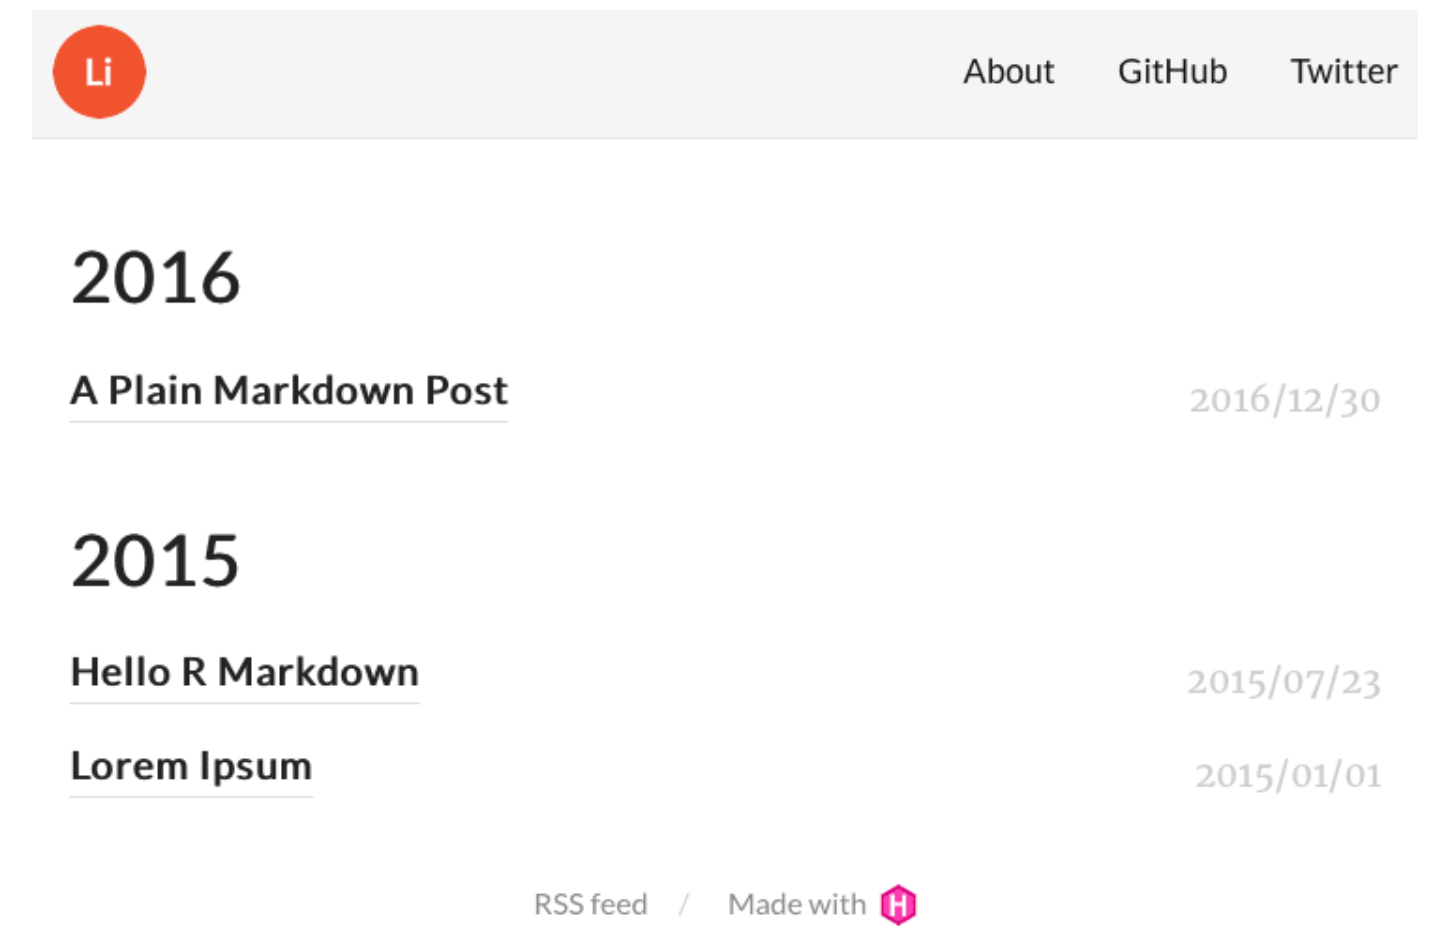 Li About GitHub Twitter
2016
A Plain Markdown Post 2016/12/30
2015
Hello R Markdown 2015/07/23
Lorem Ipsum 2015/01/01
RSS feed / Made with H